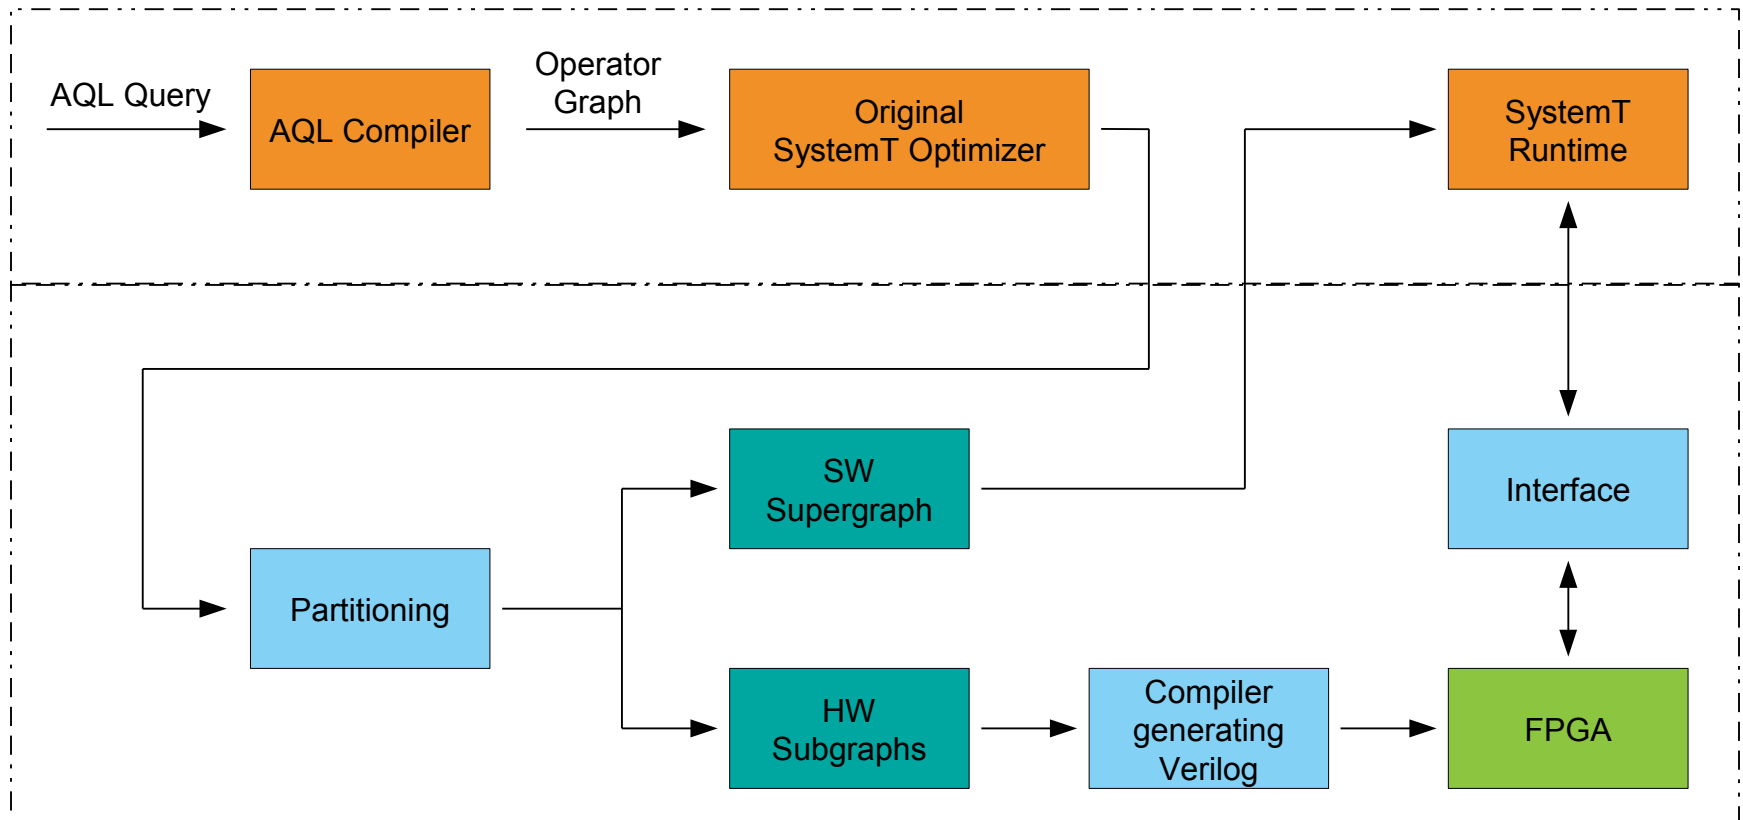 AQL Query
AQL Compiler
Operator
Graph
Original
SystemT Optimizer
SystemT
Runtime
SW
Supergraph
Interface
Partitioning
HW
Subgraphs
Compiler
generating
Verilog
FPGA